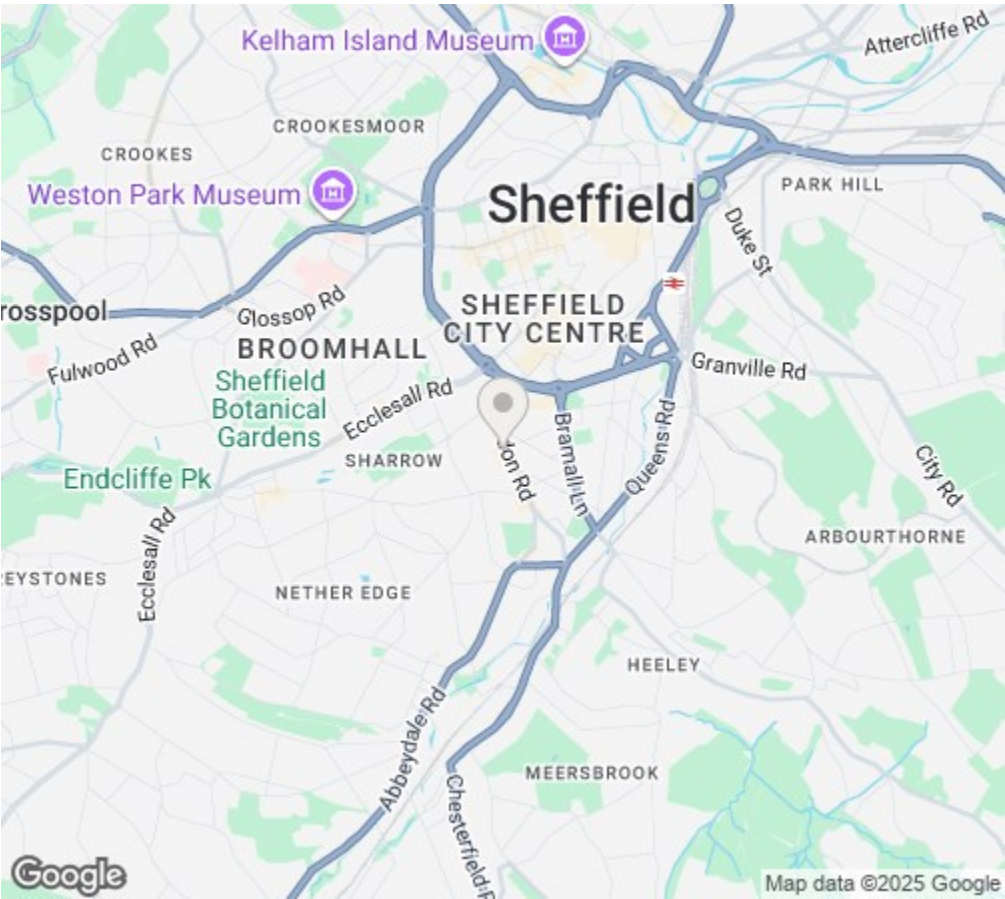 Kelham Island Museum
Attercliffe Rd
CROOKESMOOR
CROOKES
Weston Park Museum
Sheffield
PARK HILL
Duke St
rosspool
Glossop Rd
SHEFFIELD
CITY CENTRE
Fulwood Rd
BROOMHALL
Granville Rd
Sheffield
Botanical
Gardens
Ecclesall Rd
Bramall Ln
Queens Rd
don Rd
SHARROW
City Rd
Endcliffe Pk
Ecclesall Rd
ARBOURTHORNE
EYSTONES
NETHER EDGE
HEELEY
Abbeydale Rd
MEERSBROOK
Chesterfield R
Google
Map data ©2025 Google